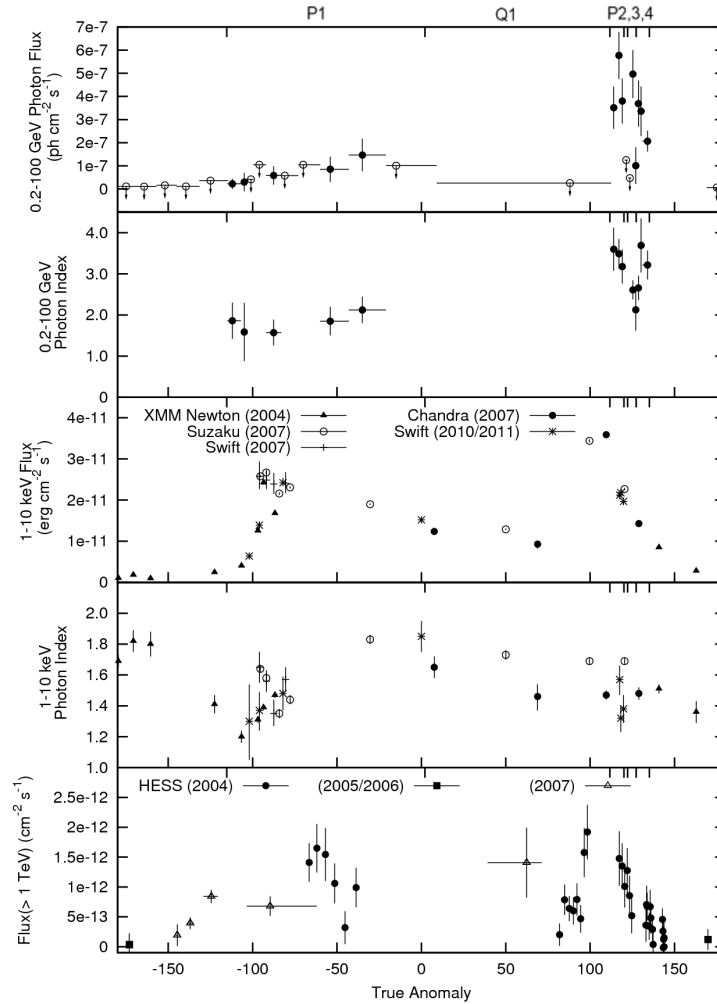 P1 Q1 P2,3,4
0.2-100 GeV Photon Flux
(ph cm⁻² s⁻¹)
7e-7
6e-7
5e-7
4e-7
3e-7
2e-7
1e-7
0
0.2-100 GeV
Photon Index
4.0
3.0
2.0
1.0
0
1-10 keV Flux
(erg cm⁻² s⁻¹)
4e-11
3e-11
2e-11
1e-11
0
XMM Newton (2004)
Suzaku (2007)
Swift (2007)
Chandra (2007)
Swift (2010/2011)
1-10 keV
Photon Index
2.0
1.8
1.6
1.4
1.2
1.0
Flux(> 1 TeV) (cm⁻² s⁻¹)
2.5e-12
2e-12
1.5e-12
1e-12
5e-13
0
HESS (2004) (2005/2006) (2007)
-150 -100 -50 0 50 100 150
True Anomaly